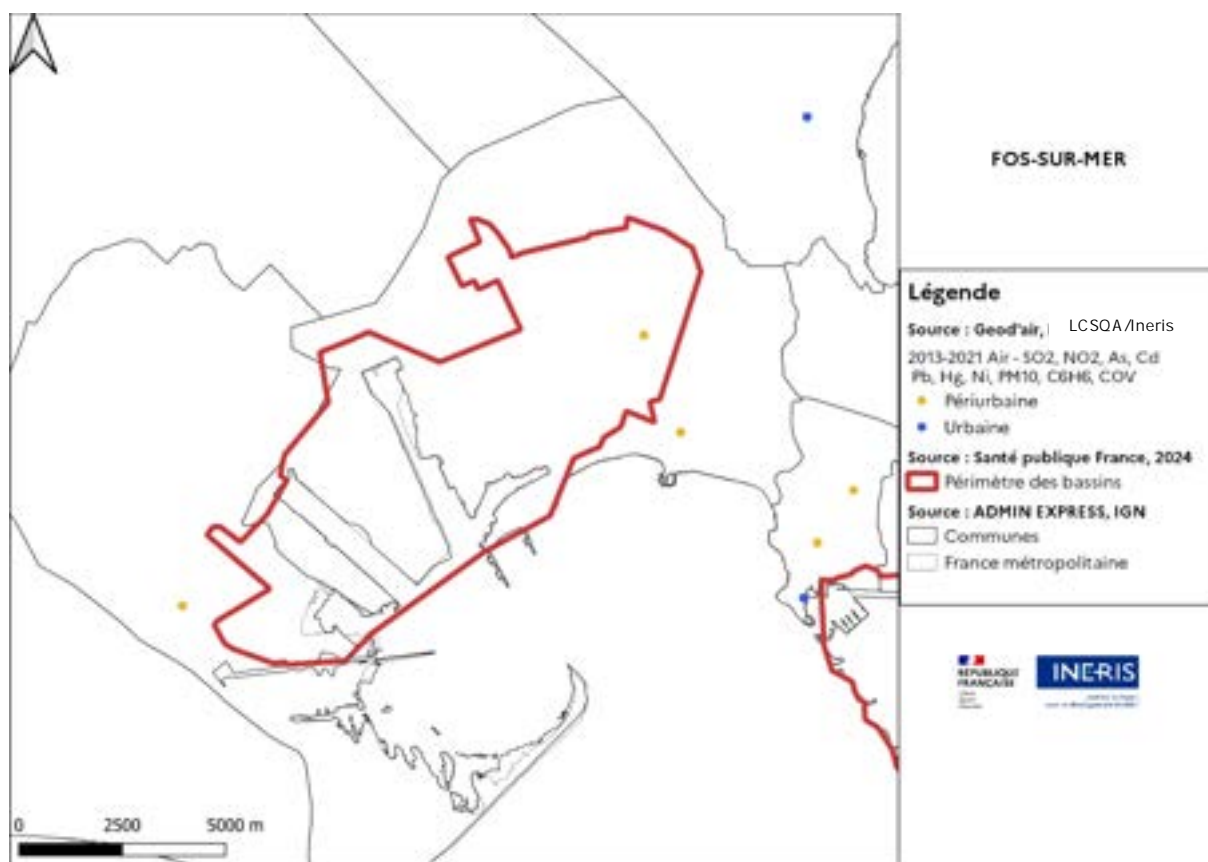 FOS-SUR-MER
Légende
Source : Geod'air, LCSQA/Ineris
2013-2021 Air - SO2, NO2, As, Cd
Pb, Hg, Ni, PM10, C6H6, COV
Périurbaine
Urbaine
Source : Santé publique France, 2024
Périmètre des bassins
Source : ADMIN EXPRESS, IGN
Communes
France métropolitaine
RÉPUBLIQUE
FRANÇAISE
INERIS
0 2500 5000 m